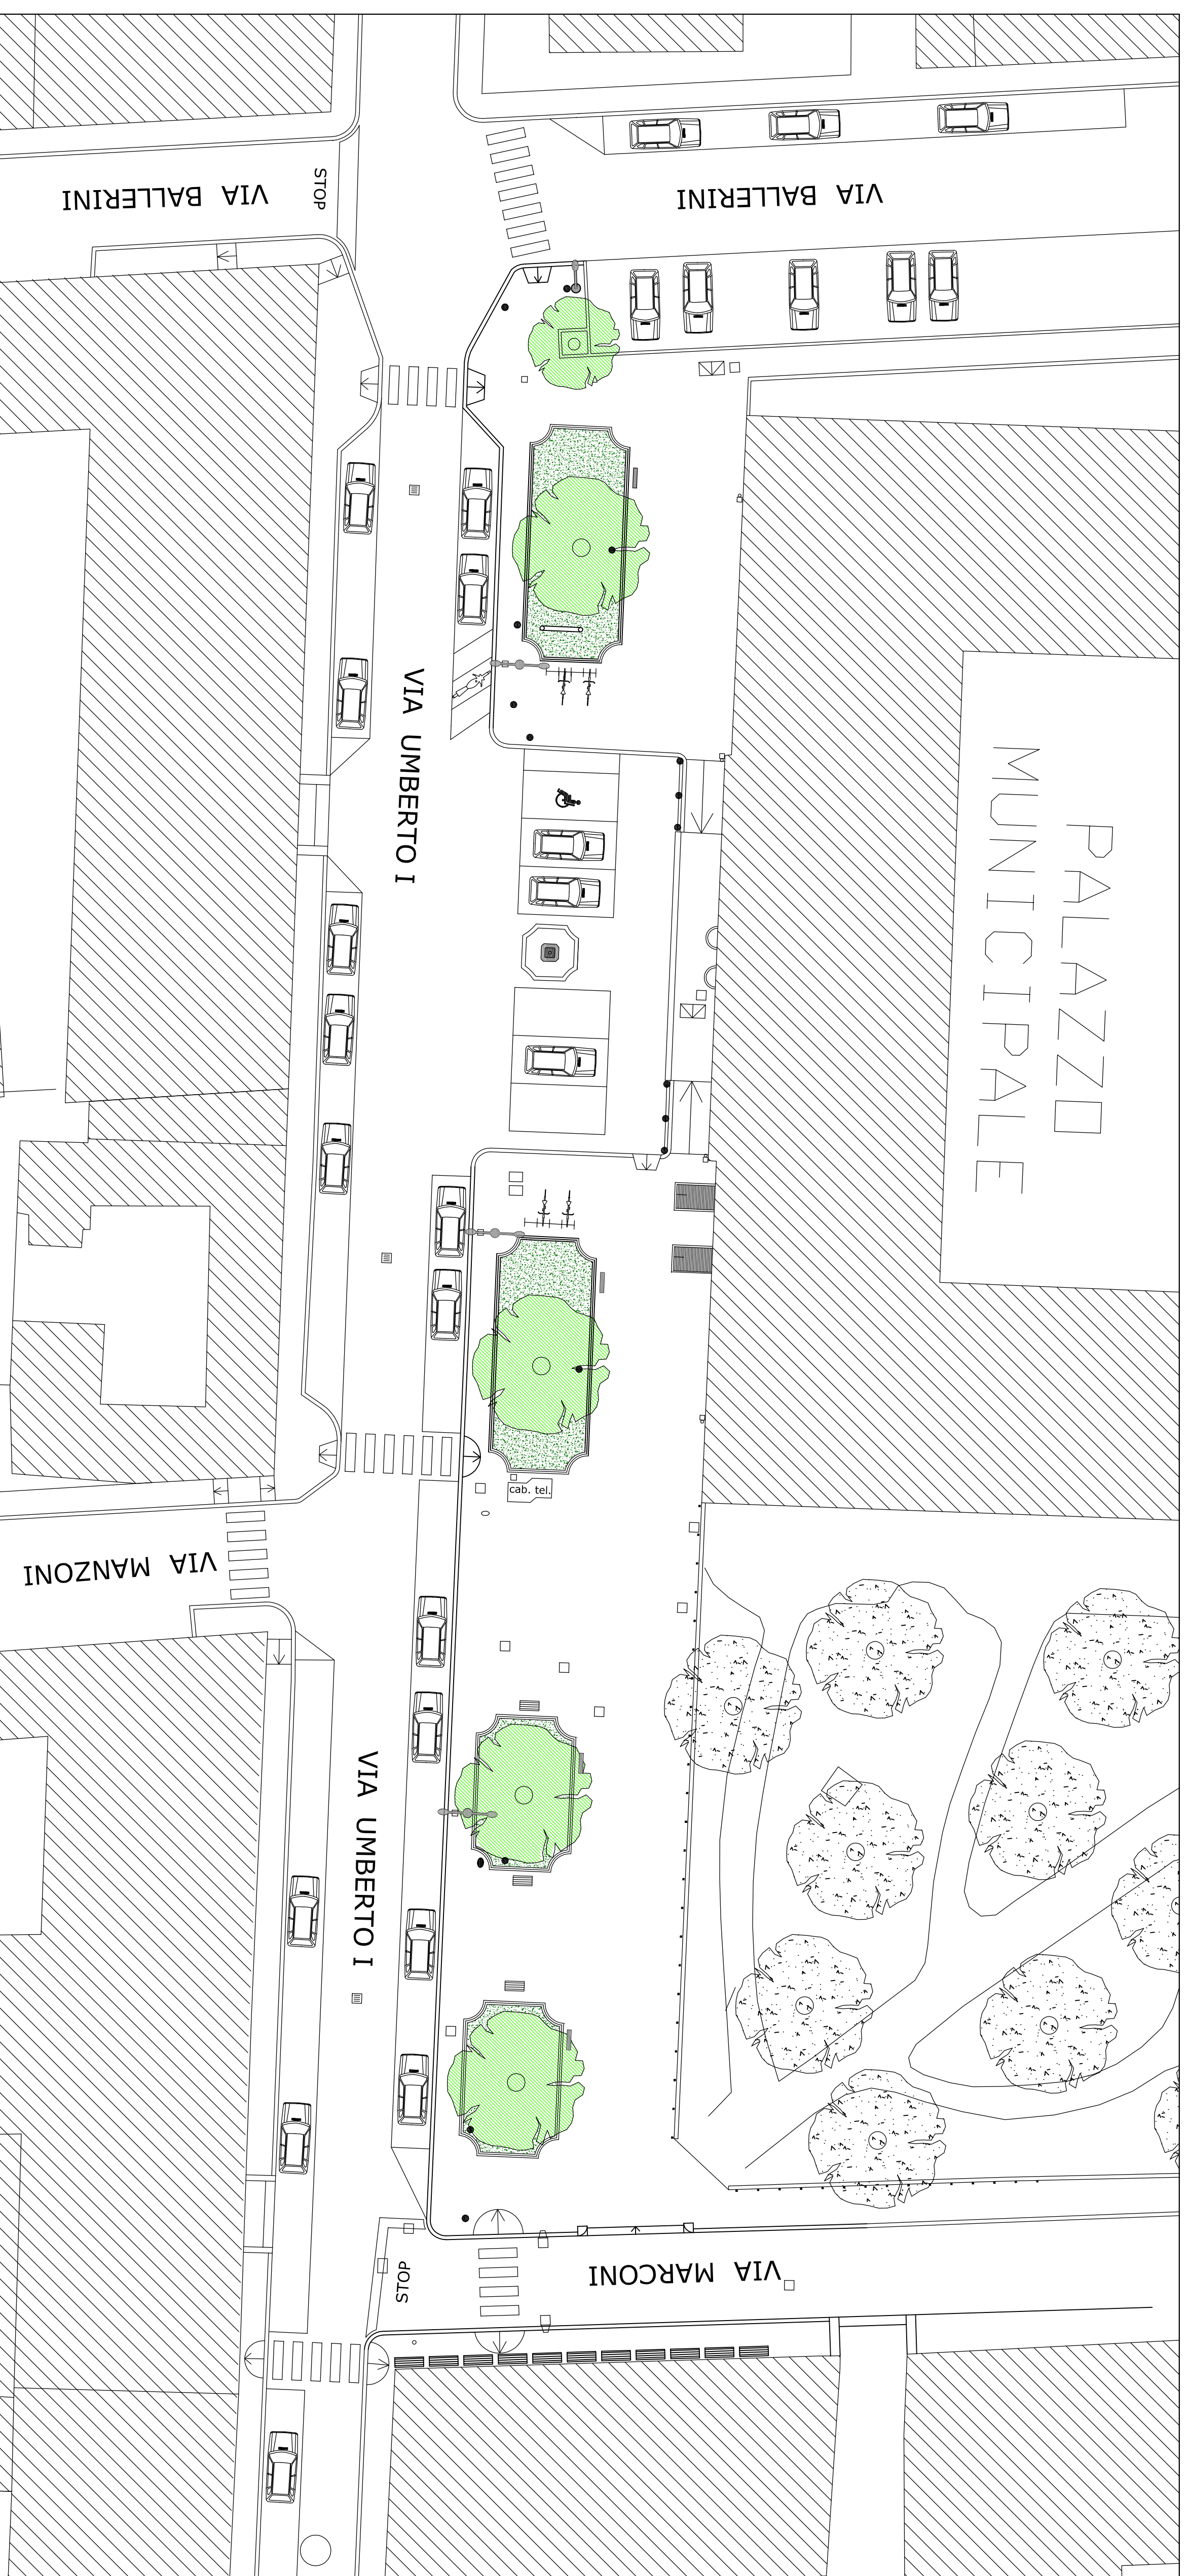 VIA BALLERINI
STOP
VIA BALLERINI
VIA UMBERTO I
PALAZZO
MUNICIPALE
cab. tel.
VIA MANZONI
VIA UMBERTO I
STOP
VIA MARCONI